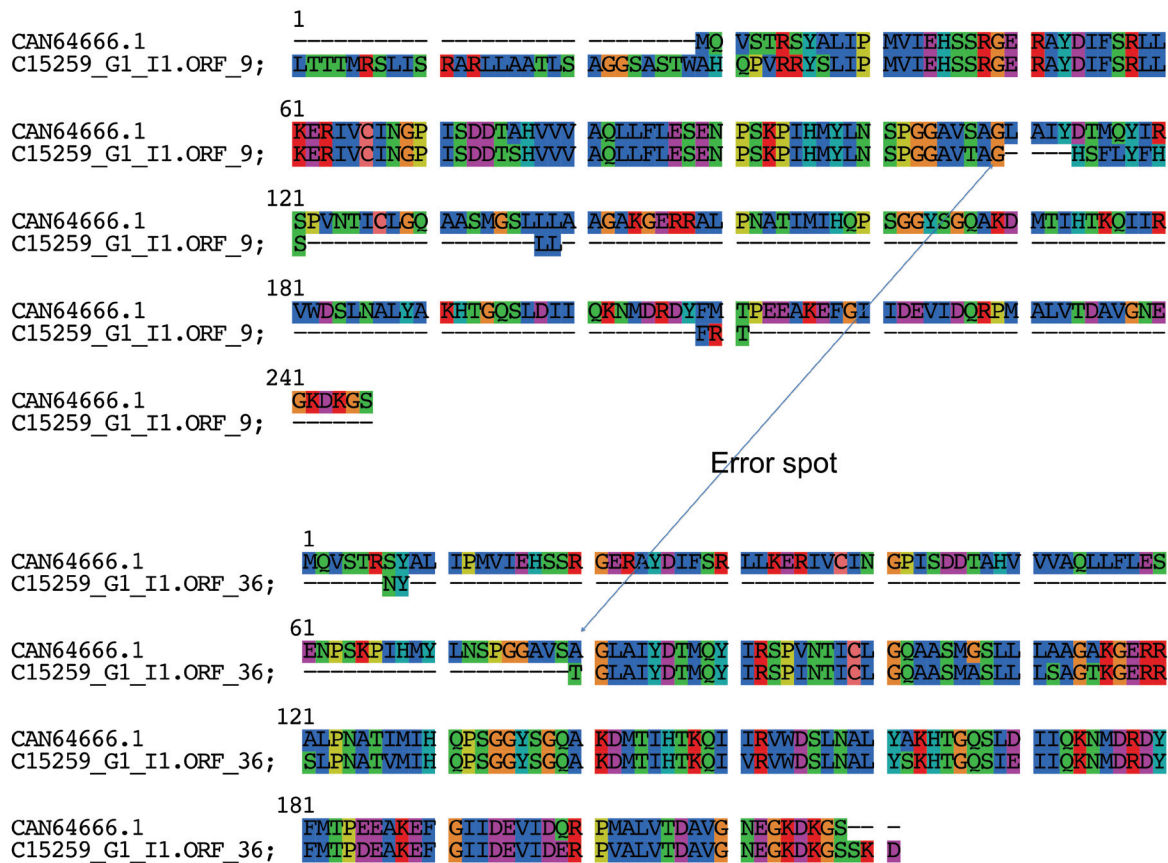 1
CAN64666.1 ---------- ---------- --------MQ VSTRSYALIP MVIEHSSRGE RAYDIFSRLL
C15259_G1_I1.ORF_9; LTTTMRSLIS RARLLAATLS AGGSASTWAH QPVRRYSLIP MVIEHSSRGE RAYDIFSRLL
61
CAN64666.1 KERIVCINGP ISDDTAHVVV AQLLFLESEN PSKPIHMYLN SPGGAVSAGL AIYDTMQYIR
C15259_G1_I1.ORF_9; KERIVCINGP ISDDTSHVVV AQLLFLESEN PSKPIHMYLN SPGGAVTAG- ---HSFLYFH
121
CAN64666.1 SPVNTICLGQ AASMGSLLLA AGAKGERRAL PNATIMIHQP SGGYSGQAKD MTIHTKQIIR
C15259_G1_I1.ORF_9; S--------- -------LL- ---------- ---------- ---------- ----------
181
CAN64666.1 VWDSLNALYA KHTGQSLDII QKNMDRDYFM TPEEAKEFGI IDEVIDQRPM ALVTDAVGNE
C15259_G1_I1.ORF_9; ---------- ---------- --------FR T--------- ---------- ----------
241
CAN64666.1 GKDKGS
C15259_G1_I1.ORF_9; ------
Error spot
1
CAN64666.1 MQVSTRSYAL IPMVIEHSSR GERAYDIFSR LLKERIVCIN GPISDDTAHV VVAQLLFLES
C15259_G1_I1.ORF_36; ------NY-- ---------- ---------- ---------- ---------- ----------
61
CAN64666.1 ENPSKPIHMY LNSPGGAVSA GLAIYDTMQY IRSPVNTICL GQAASMGSLL LAAGAKGERR
C15259_G1_I1.ORF_36; ---------- ---------T GLAIYDTMQY IRSPINTICL GQAASMASLL LSAGTKGERR
121
CAN64666.1 ALPNATIMIH QPSGGYSGQA KDMTIHTKQI IRVWDSLNAL YAKHTGQSLD IIQKNMDRDY
C15259_G1_I1.ORF_36; SLPNATVMIH QPSGGYSGQA KDMTIHTKQI VRVWDSLNAL YSKHTGQSIE IIQKNMDRDY
181
CAN64666.1 FMTPEEAKEF GIIDEVIDQR PMALVTDAVG NEGKDKGS-- -
C15259_G1_I1.ORF_36; FMTPDEAKEF GIIDEVIDER PVALVTDAVG NEGKDKGSSK D